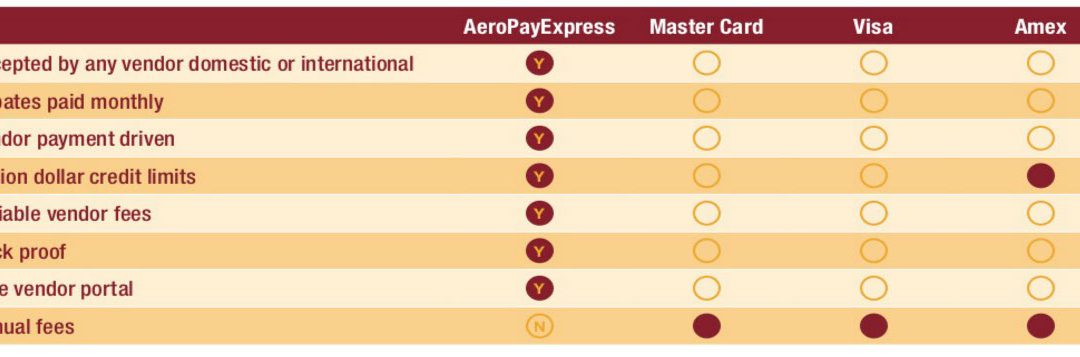 AeroPayExpress Master Card Visa Amex
cepted by any vendor domestic or international Y
bates paid monthly Y
ndor payment driven Y
ion dollar credit limits Y
iable vendor fees Y
ck proof Y
e vendor portal Y
nual fees N